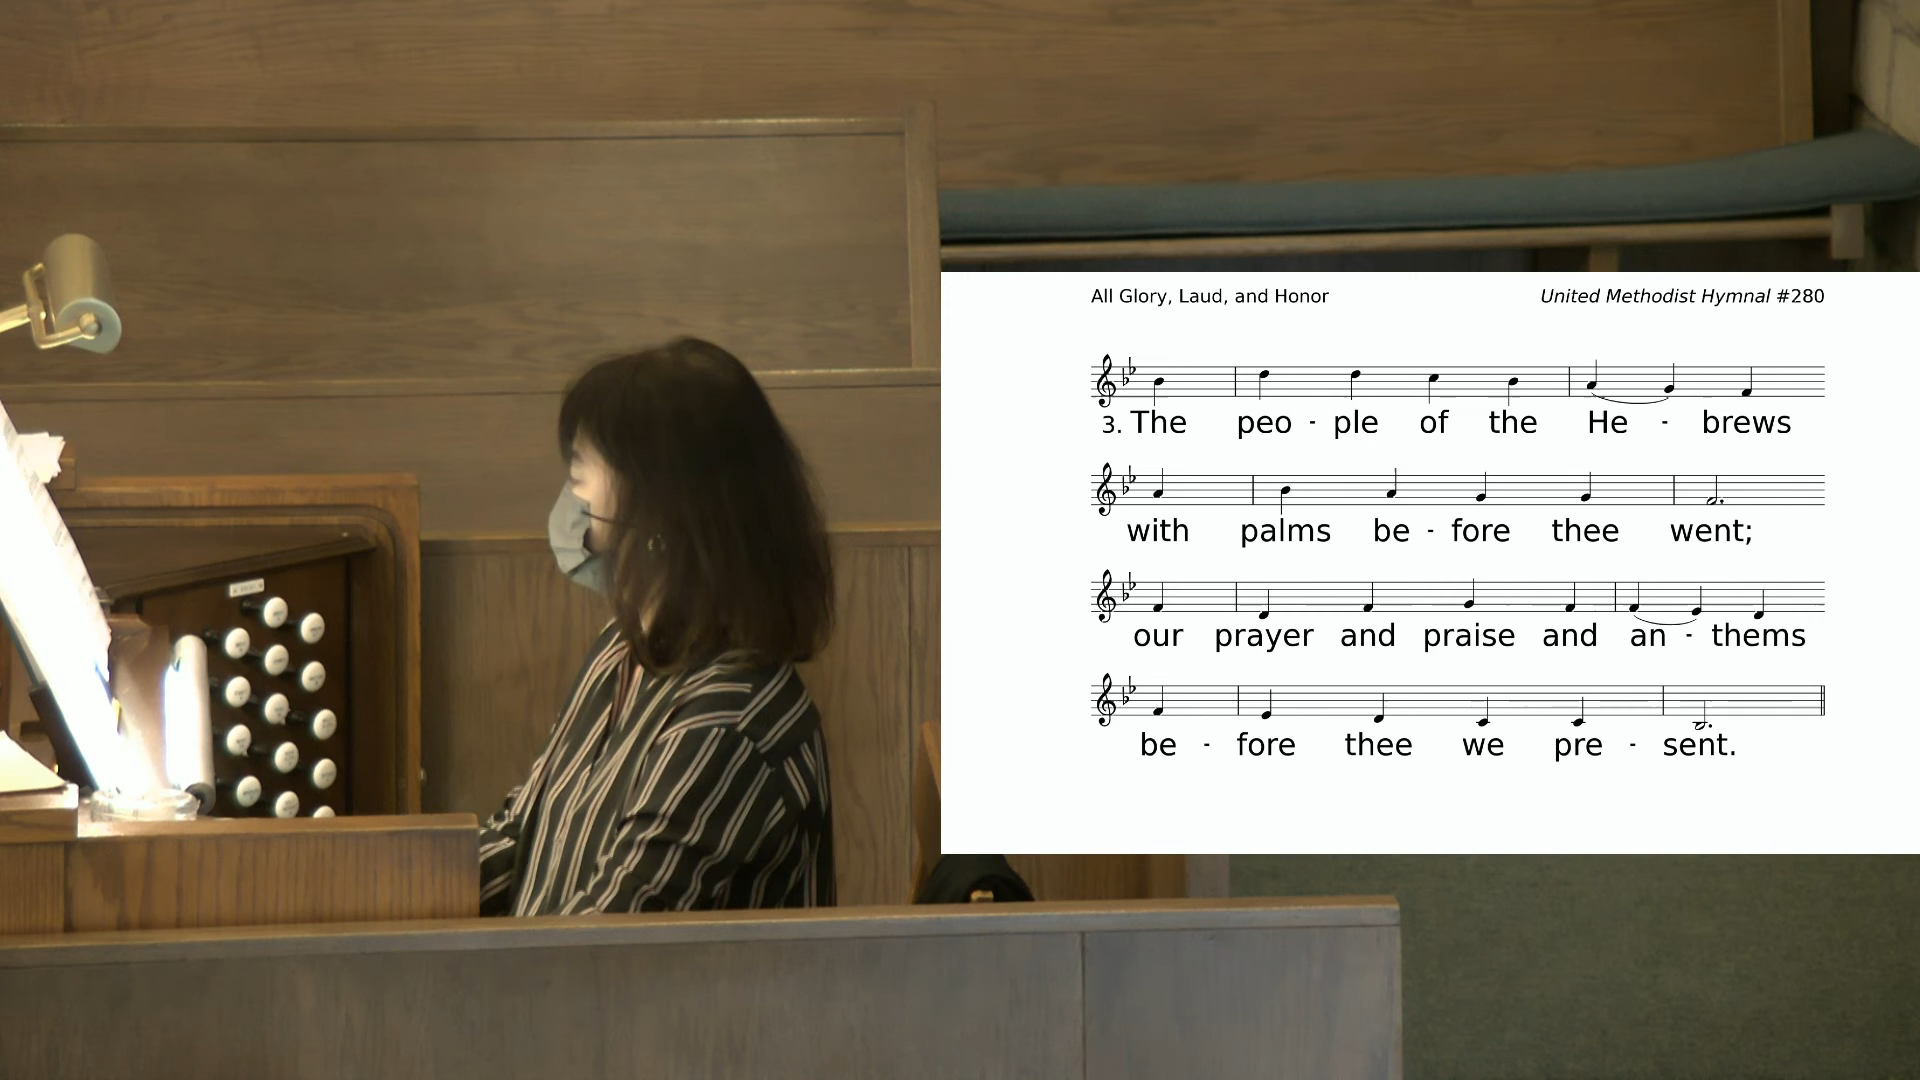 All Glory, Laud, and Honor
United Methodist Hymnal #280
3. The peo - ple of the He - brews
with palms be - fore thee went;
our prayer and praise and an - thems
be - fore thee we pre - sent.